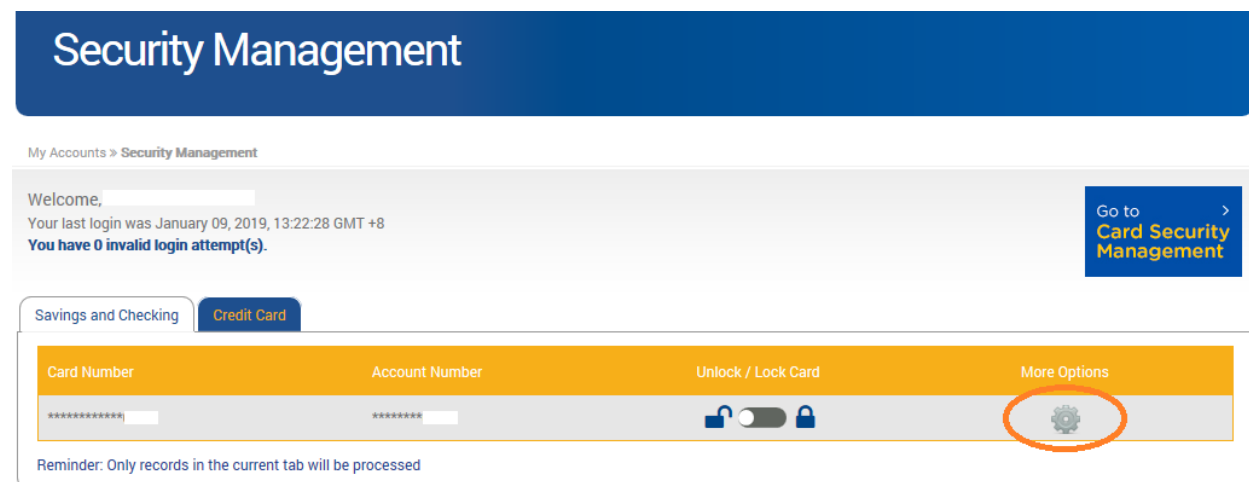 Security Management
My Accounts » Security Management
Welcome,
Your last login was January 09, 2019, 13:22:28 GMT +8
You have 0 invalid login attempt(s).
Go to >
Card Security
Management
Savings and Checking Credit Card
Card Number Account Number Unlock / Lock Card More Options
************ ********
Reminder: Only records in the current tab will be processed